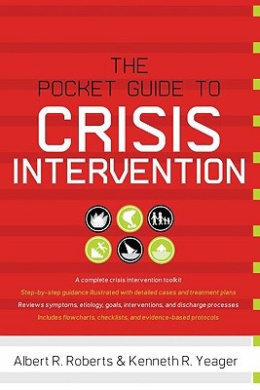 THE
POCKET GUIDE TO
CRISIS
INTERVENTION
A complete crisis intervention toolkit
Step-by-step guidance illustrated with detailed cases and treatment plans
Reviews symptoms, etiology, goals, interventions, and discharge processes
Includes flowcharts, checklists, and evidence-based protocols
Albert R. Roberts & Kenneth R. Yeager